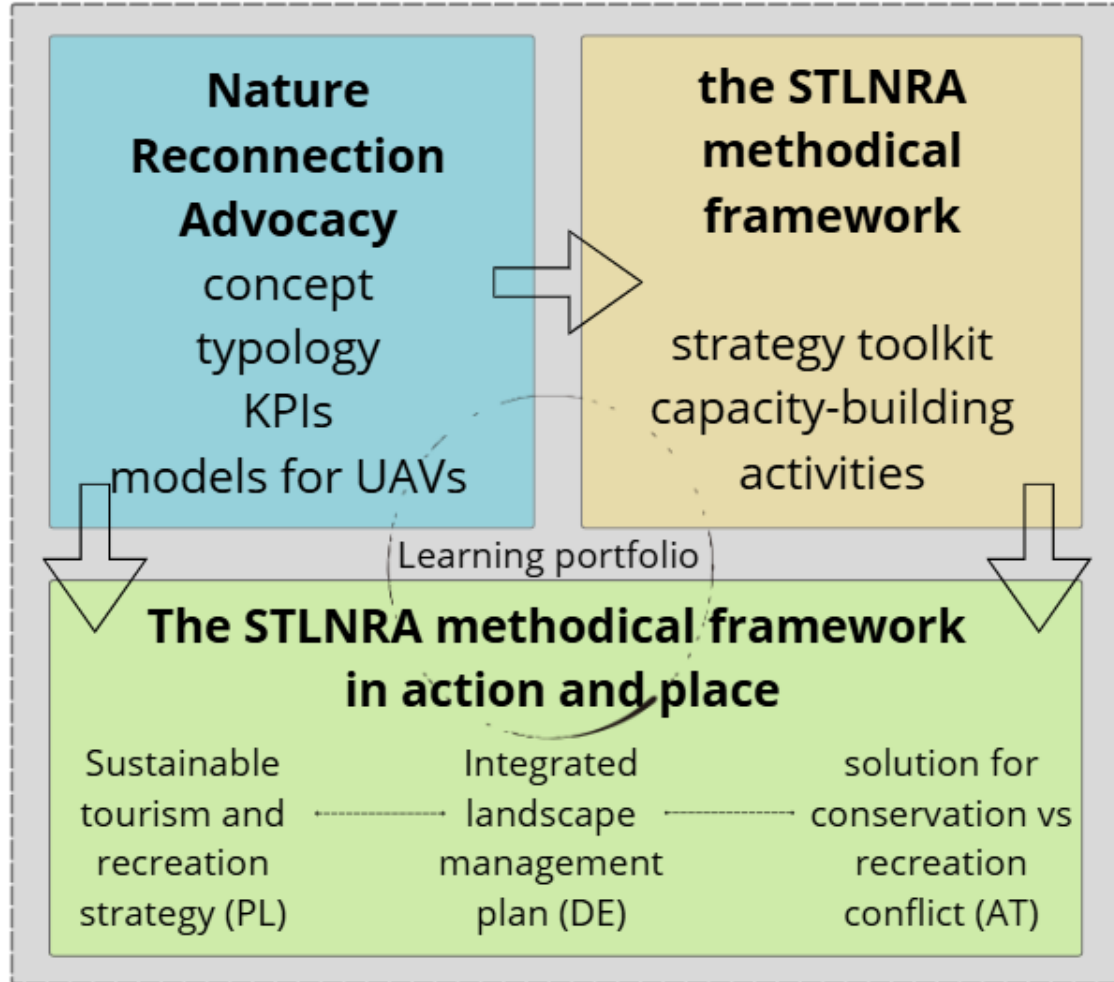 Nature
Reconnection
Advocacy
concept
typology
KPIs
models for UAVs
the STLNRA
methodical
framework
strategy toolkit
capacity-building
activities
Learning portfolio
The STLNRA methodical framework
in action and place
Sustainable
tourism and
recreation
strategy (PL)
Integrated
landscape
management
plan (DE)
solution for
conservation vs
recreation
conflict (AT)